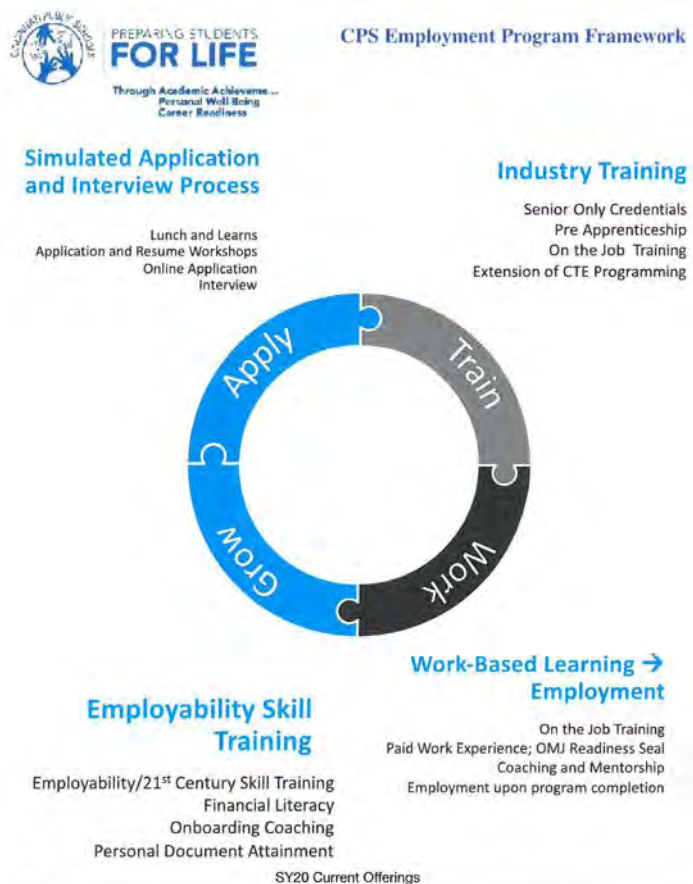 CINCINNATI PUBLIC SCHOOLS
PREPARING STUDENTS
FOR LIFE
Through Academic Achieveme...
Personal Well Being
Career Readiness
CPS Employment Program Framework
Simulated Application
and Interview Process
Lunch and Learns
Application and Resume Workshops
Online Application
Interview
Industry Training
Senior Only Credentials
Pre Apprenticeship
On the Job Training
Extension of CTE Programming
Apply
Train
Grow
Work
Work-Based Learning →
Employment
On the Job Training
Paid Work Experience; OMJ Readiness Seal
Coaching and Mentorship
Employment upon program completion
Employability Skill
Training
Employability/21st Century Skill Training
Financial Literacy
Onboarding Coaching
Personal Document Attainment
SY20 Current Offerings